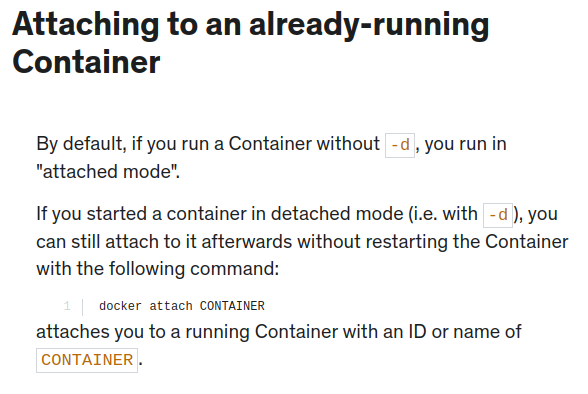 Attaching to an already-running
Container
By default, if you run a Container without -d, you run in
"attached mode".
If you started a container in detached mode (i.e. with -d), you
can still attach to it afterwards without restarting the Container
with the following command:
1 docker attach CONTAINER
attaches you to a running Container with an ID or name of
CONTAINER.